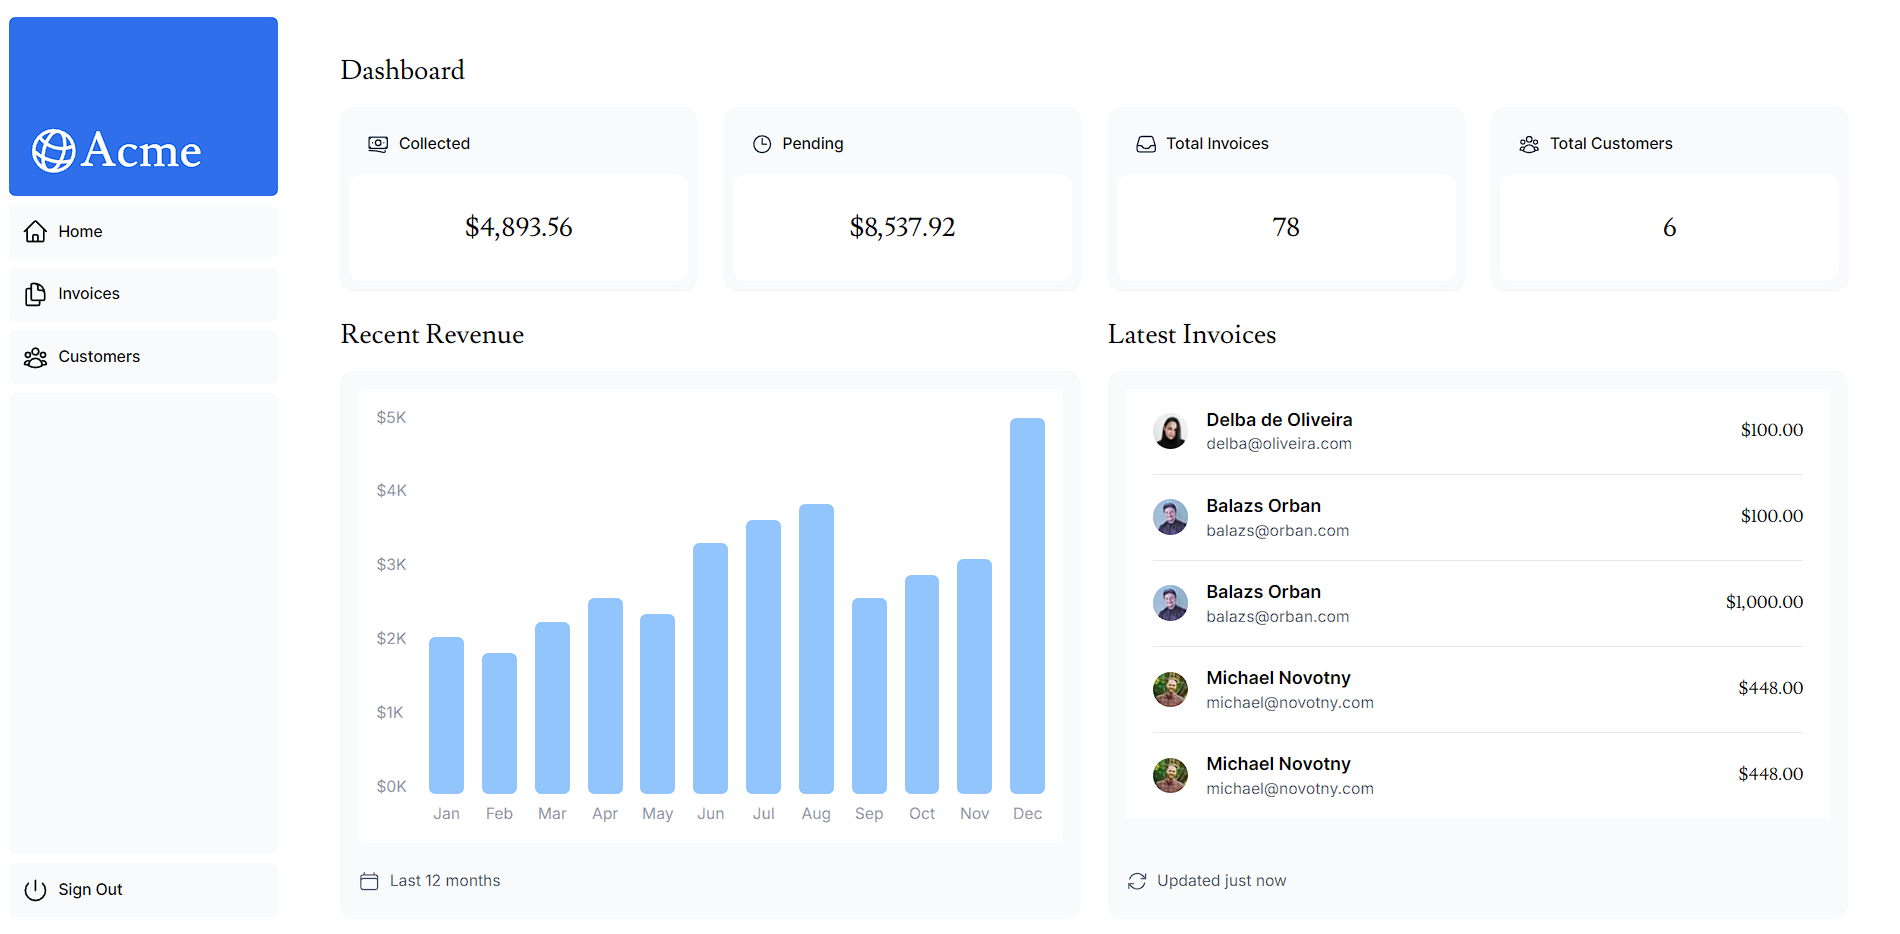 Acme
Home
Invoices
Customers
Sign Out
Dashboard
Collected
$4,893.56
Pending
$8,537.92
Total Invoices
78
Total Customers
6
Recent Revenue
$5K
$4K
$3K
$2K
$1K
$0K
Jan Feb Mar Apr May Jun Jul Aug Sep Oct Nov Dec
Last 12 months
Latest Invoices
Delba de Oliveira
delba@oliveira.com
$100.00
Balazs Orban
balazs@orban.com
$100.00
Balazs Orban
balazs@orban.com
$1,000.00
Michael Novotny
michael@novotny.com
$448.00
Michael Novotny
michael@novotny.com
$448.00
Updated just now